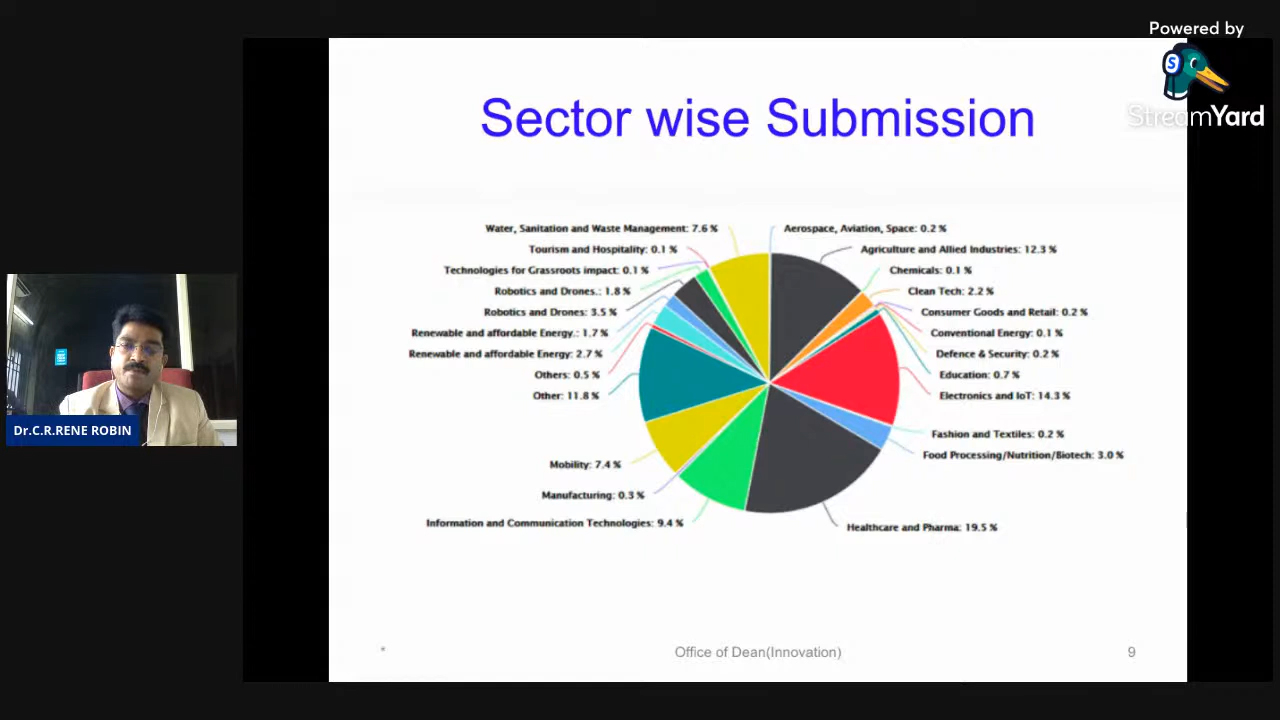 Powered by
StreamYard
Sector wise Submission
Water, Sanitation and Waste Management: 7.6 %
Tourism and Hospitality: 0.1 %
Technologies for Grassroots impact: 0.1 %
Robotics and Drones.: 1.8 %
Robotics and Drones: 3.5 %
Renewable and affordable Energy.: 1.7 %
Renewable and affordable Energy: 2.7 %
Others: 0.5 %
Other: 11.8 %
Mobility: 7.4 %
Manufacturing: 0.3 %
Information and Communication Technologies: 9.4 %
Aerospace, Aviation, Space: 0.2 %
Agriculture and Allied Industries: 12.3 %
Chemicals: 0.1 %
Clean Tech: 2.2 %
Consumer Goods and Retail: 0.2 %
Conventional Energy: 0.1 %
Defence & Security: 0.2 %
Education: 0.7 %
Electronics and IoT: 14.3 %
Fashion and Textiles: 0.2 %
Food Processing/Nutrition/Biotech: 3.0 %
Healthcare and Pharma: 19.5 %
Dr.C.R.RENE ROBIN
*
Office of Dean(Innovation)
9